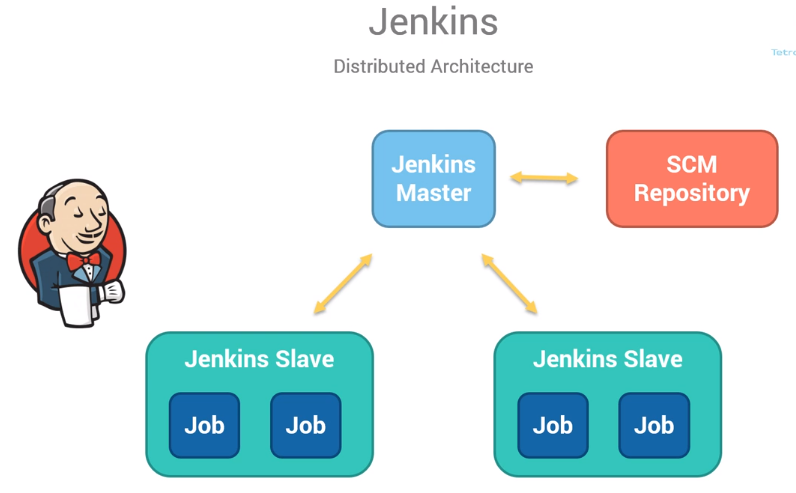 Jenkins
Distributed Architecture
Jenkins
Master
SCM
Repository
Jenkins Slave
Job
Job
Jenkins Slave
Job
Job